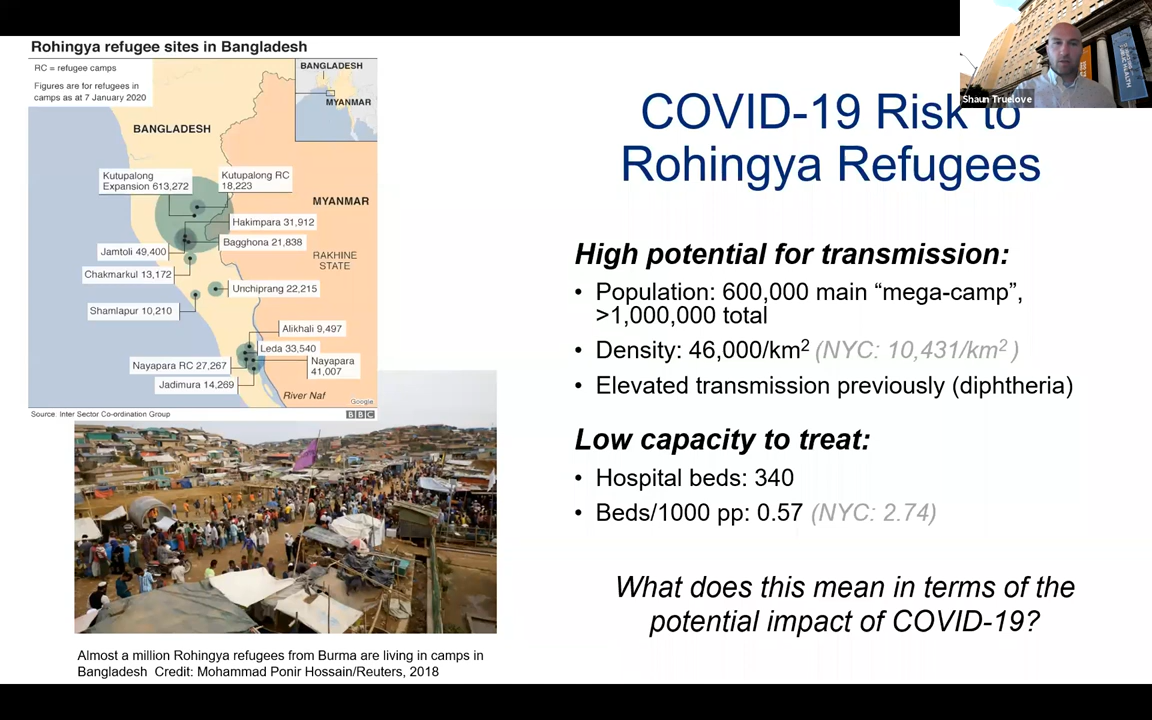 Rohingya refugee sites in Bangladesh
RC = refugee camps
Figures are for refugees in
camps as at 7 January 2020
BANGLADESH
MYANMAR
BANGLADESH
Kutupalong
Expansion 613,272
Kutupalong RC
18,223
MYANMAR
Hakimpara 31,912
Bagghona 21,838
Jamtoli 49,400
RAKHINE
STATE
Chakmarkul 13,172
Unchiprang 22,215
Shamlapur 10,210
Alikhali 9,497
Leda 33,540
Nayapara RC 27,267
Nayapara
41,007
Jadimura 14,269
River Naf
Google
Source: Inter Sector Co-ordination Group
BBC
Almost a million Rohingya refugees from Burma are living in camps in
Bangladesh Credit: Mohammad Ponir Hossain/Reuters, 2018
Shaun Truelove
COVID-19 Risk to
Rohingya Refugees
High potential for transmission:
• Population: 600,000 main “mega-camp”,
>1,000,000 total
• Density: 46,000/km² (NYC: 10,431/km² )
• Elevated transmission previously (diphtheria)
Low capacity to treat:
• Hospital beds: 340
• Beds/1000 pp: 0.57 (NYC: 2.74)
What does this mean in terms of the
potential impact of COVID-19?